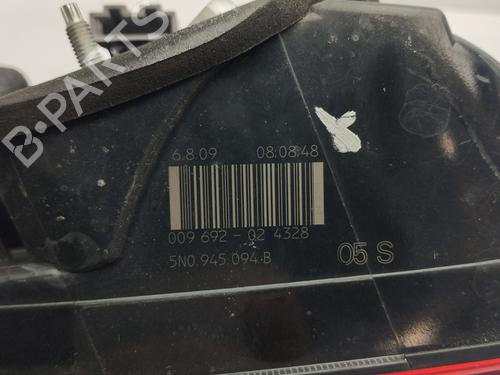 B-PARTS
6.8.09 08:08:48
009 692 - 02 4328
5N0.945.094.B
05 S